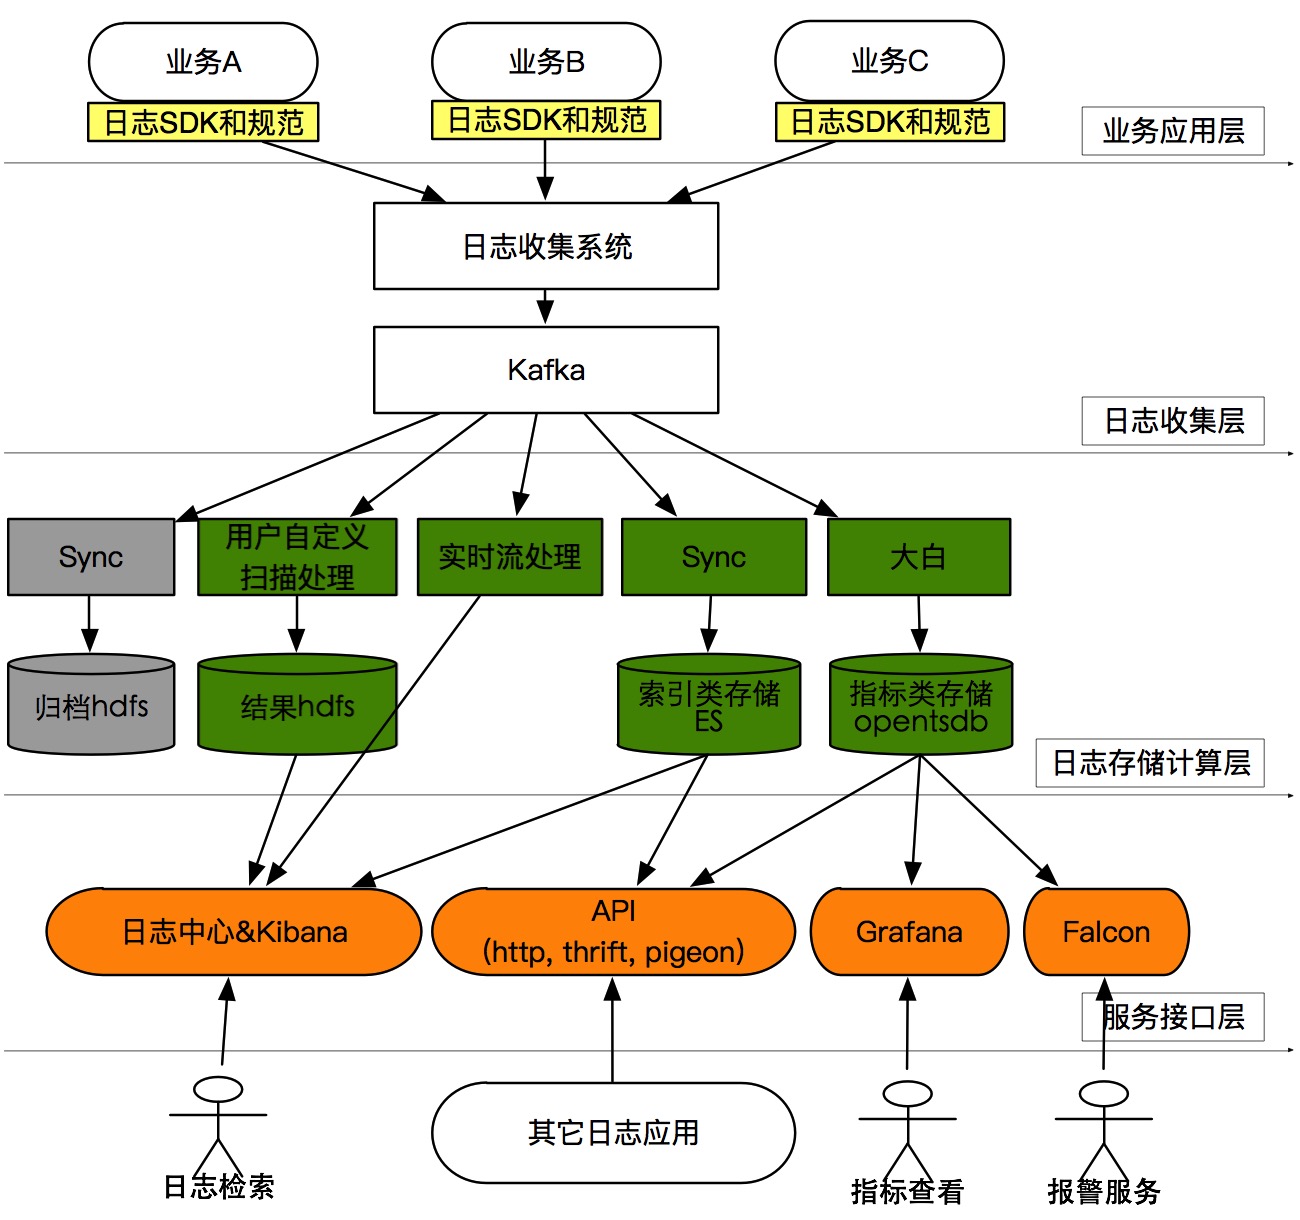 业务A
业务B
业务C
日志SDK和规范
日志SDK和规范
日志SDK和规范
业务应用层
日志收集系统
Kafka
日志收集层
Sync
用户自定义
扫描处理
实时流处理
Sync
大白
归档hdfs
结果hdfs
索引类存储
ES
指标类存储
opentsdb
日志存储计算层
日志中心&Kibana
API
(http, thrift, pigeon)
Grafana
Falcon
服务接口层
其它日志应用
日志检索
指标查看
报警服务